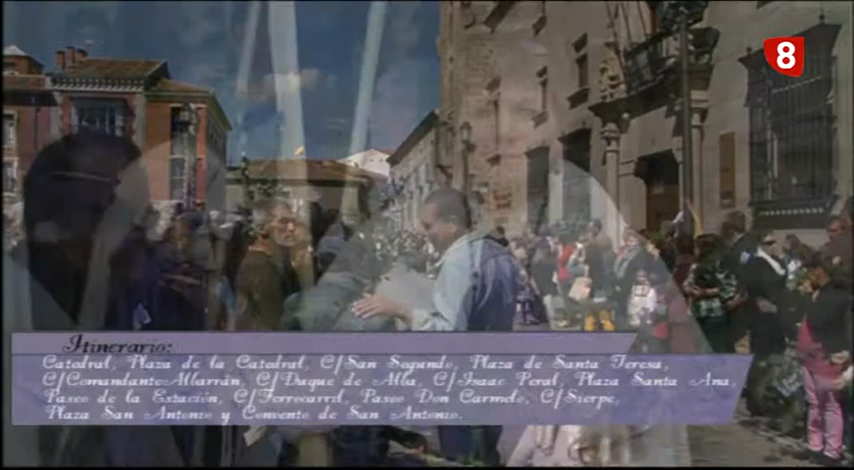 8
Itinerario:
Catedral, Plaza de la Catedral, C/San Segundo, Plaza de Santa Teresa,
C/Comandante Albarrán, C/Duque de Alba, C/Isaac Peral, Plaza Santa Ana,
Paseo de la Estación, C/Ferrocarril, Paseo Don Carmelo, C/Sierpe,
Plaza San Antonio y Convento de San Antonio.